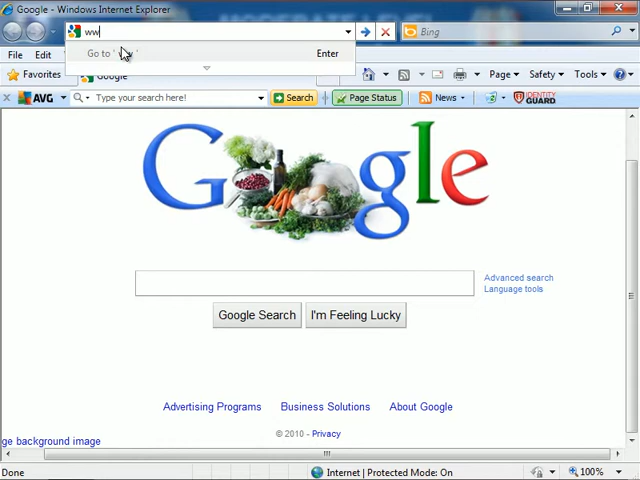 Google - Windows Internet Explorer
ww
Bing
Go to '
Enter
File Edit
Page Safety Tools
Favorites
Google
AVG Type your search here! Search Page Status News IDENTITY GUARD
Google
Advanced search
Language tools
Google Search I'm Feeling Lucky
Advertising Programs Business Solutions About Google
© 2010 - Privacy
ge background image
Done Internet | Protected Mode: On 100%